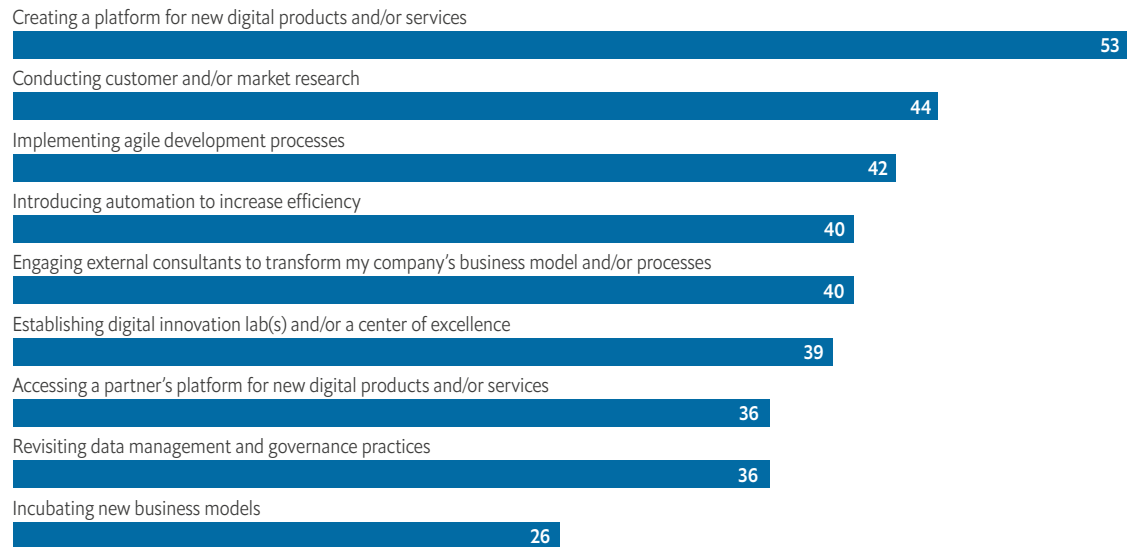 Creating a platform for new digital products and/or services
53
Conducting customer and/or market research
44
Implementing agile development processes
42
Introducing automation to increase efficiency
40
Engaging external consultants to transform my company’s business model and/or processes
40
Establishing digital innovation lab(s) and/or a center of excellence
39
Accessing a partner’s platform for new digital products and/or services
36
Revisiting data management and governance practices
36
Incubating new business models
26